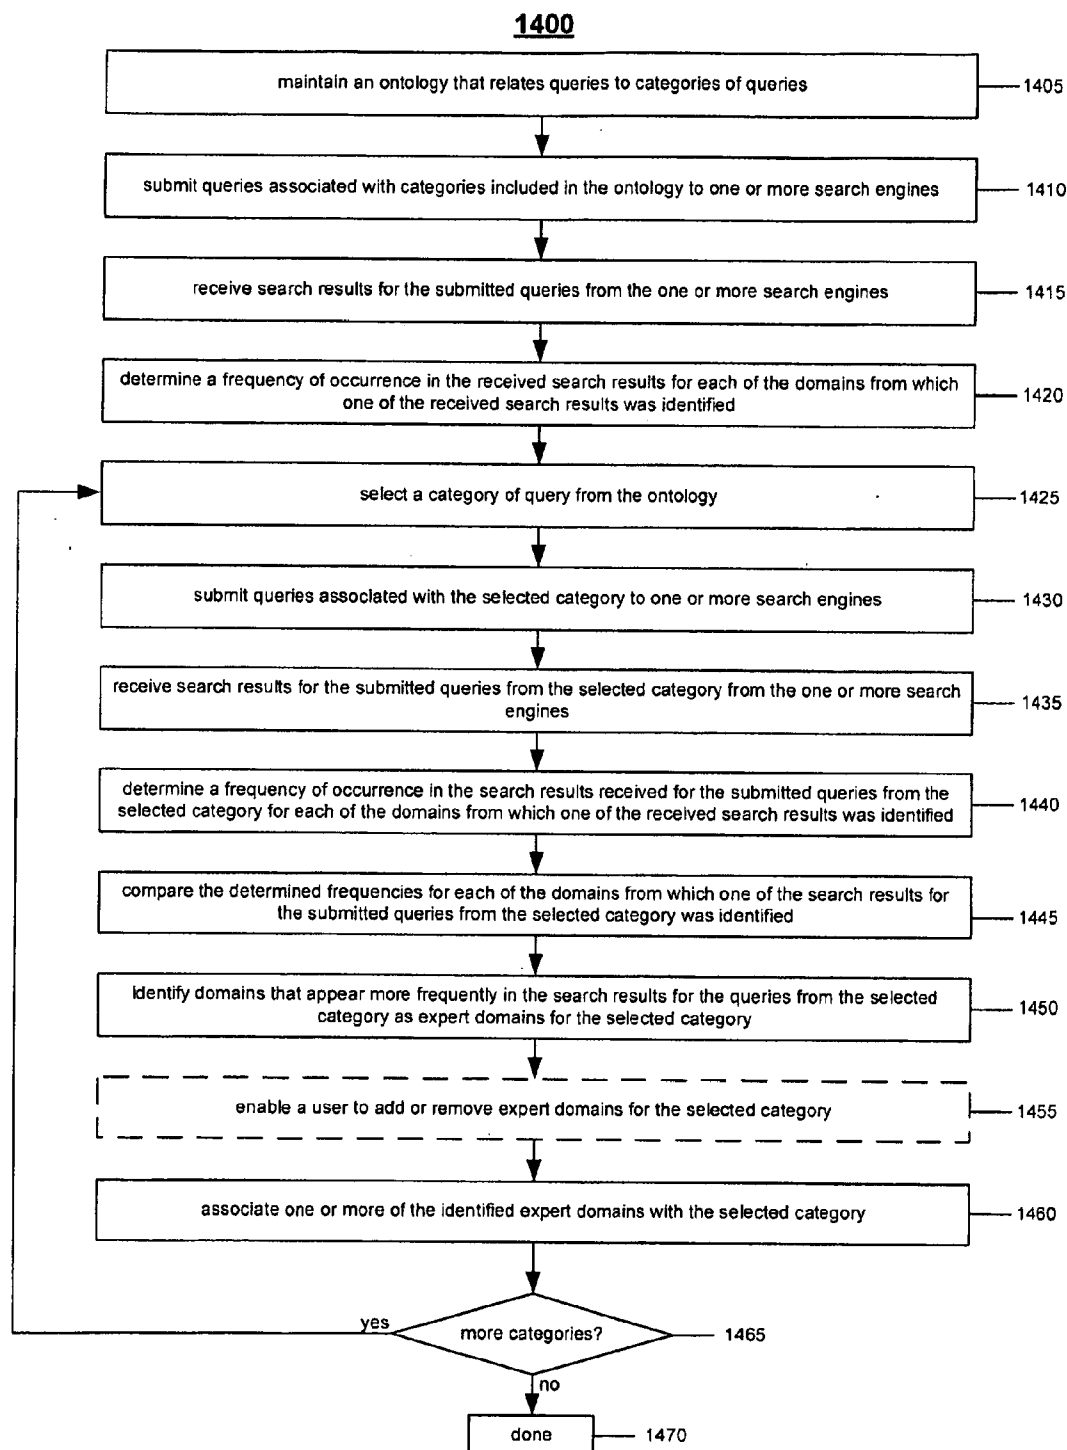 1400
maintain an ontology that relates queries to categories of queries
1405
submit queries associated with categories included in the ontology to one or more search engines
1410
receive search results for the submitted queries from the one or more search engines
1415
determine a frequency of occurrence in the received search results for each of the domains from which
one of the received search results was identified
1420
select a category of query from the ontology
1425
submit queries associated with the selected category to one or more search engines
1430
receive search results for the submitted queries from the selected category from the one or more search
engines
1435
determine a frequency of occurrence in the search results received for the submitted queries from the
selected category for each of the domains from which one of the received search results was identified
1440
compare the determined frequencies for each of the domains from which one of the search results for
the submitted queries from the selected category was identified
1445
identify domains that appear more frequently in the search results for the queries from the selected
category as expert domains for the selected category
1450
enable a user to add or remove expert domains for the selected category
1455
associate one or more of the identified expert domains with the selected category
1460
yes
more categories?
1465
no
done
1470